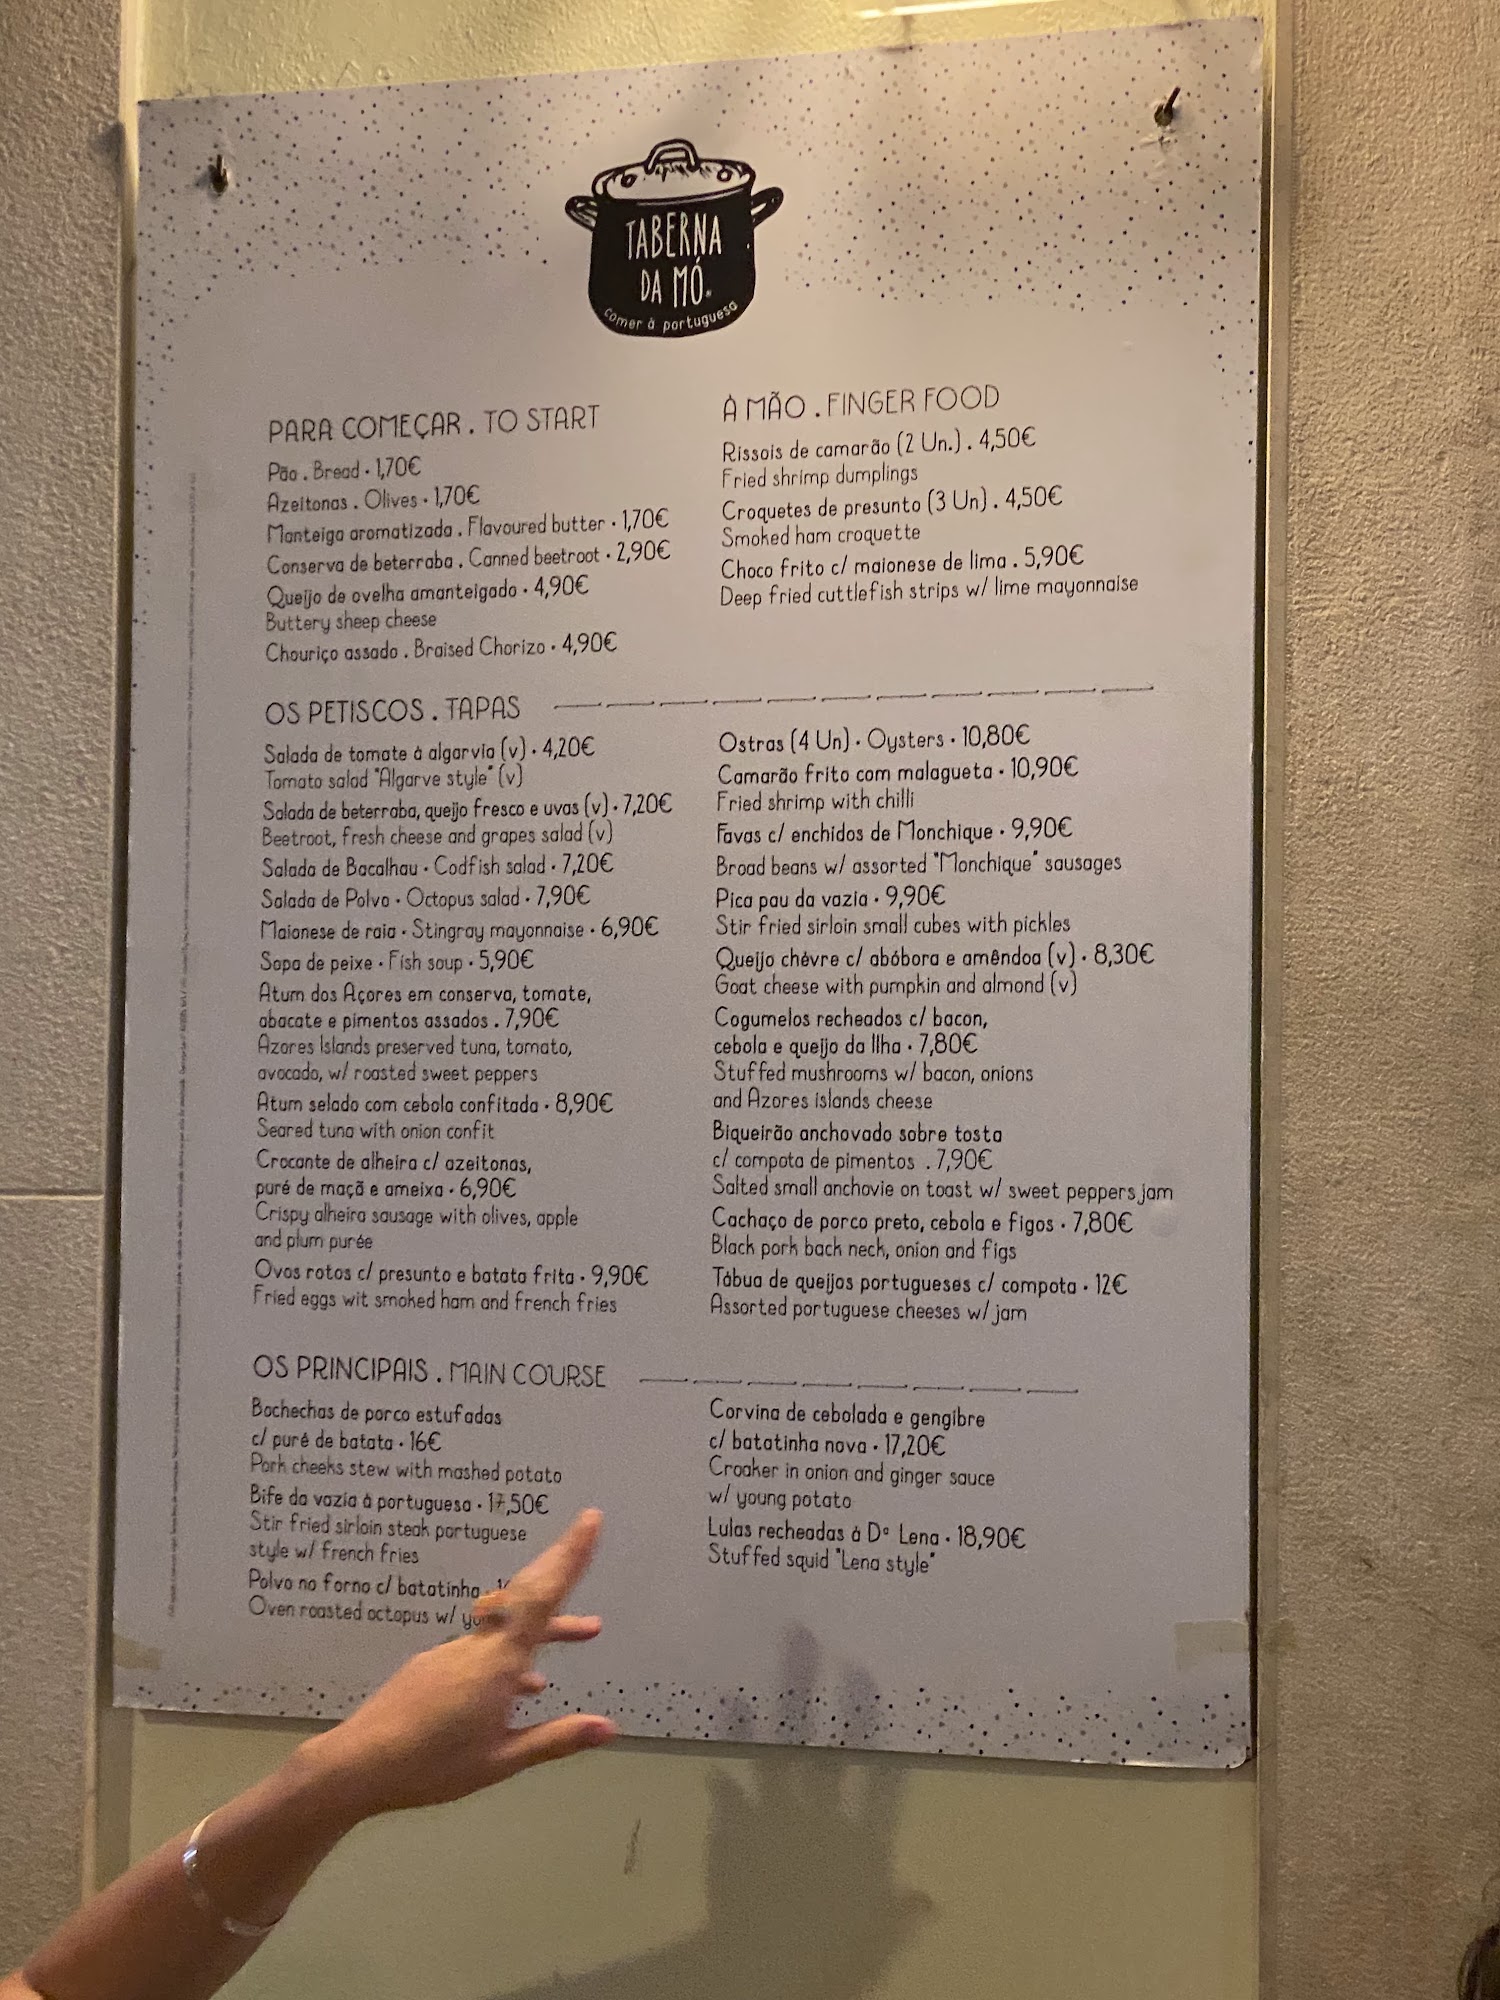 TABERNA
DA MÓ.
comer à portuguesa
PARA COMEÇAR . TO START
Pão . Bread • 1,70€
Azeitonas . Olives • 1,70€
Manteiga aromatizada . Flavoured butter • 1,70€
Conserva de beterraba . Canned beetroot • 2,90€
Queijo de ovelha amanteigado • 4,90€
Buttery sheep cheese
Chouriço assado . Braised Chorizo • 4,90€
À MÃO . FINGER FOOD
Rissois de camarão (2 Un.) . 4,50€
Fried shrimp dumplings
Croquetes de presunto (3 Un) . 4,50€
Smoked ham croquette
Choco frito c/ maionese de lima . 5,90€
Deep fried cuttlefish strips w/ lime mayonnaise
OS PETISCOS . TAPAS
Salada de tomate à algarvia (v) • 4,20€
Tomato salad "Algarve style" (v)
Salada de beterraba, queijo fresco e uvas (v) • 7,20€
Beetroot, fresh cheese and grapes salad (v)
Salada de Bacalhau • Codfish salad • 7,20€
Salada de Polvo • Octopus salad • 7,90€
Maionese de raia • Stingray mayonnaise • 6,90€
Sopa de peixe • Fish soup • 5,90€
Atum dos Açores em conserva, tomate,
abacate e pimentos assados . 7,90€
Azores Islands preserved tuna, tomato,
avocado, w/ roasted sweet peppers
Atum selado com cebola confitada • 8,90€
Seared tuna with onion confit
Crocante de alheira c/ azeitonas,
puré de maçã e ameixa • 6,90€
Crispy alheira sausage with olives, apple
and plum purée
Ovos rotos c/ presunto e batata frita • 9,90€
Fried eggs wit smoked ham and french fries
Ostras (4 Un) • Oysters • 10,80€
Camarão frito com malagueta • 10,90€
Fried shrimp with chilli
Favas c/ enchidos de Monchique • 9,90€
Broad beans w/ assorted "Monchique" sausages
Pica pau da vazia • 9,90€
Stir fried sirloin small cubes with pickles
Queijo chèvre c/ abóbora e amêndoa (v) • 8,30€
Goat cheese with pumpkin and almond (v)
Cogumelos recheados c/ bacon,
cebola e queijo da Ilha • 7,80€
Stuffed mushrooms w/ bacon, onions
and Azores islands cheese
Biqueirão anchovado sobre tosta
c/ compota de pimentos . 7,90€
Salted small anchovie on toast w/ sweet peppers jam
Cachaço de porco preto, cebola e figos • 7,80€
Black pork back neck, onion and figs
Tábua de queijos portugueses c/ compota • 12€
Assorted portuguese cheeses w/ jam
OS PRINCIPAIS . MAIN COURSE
Bochechas de porco estufadas
c/ puré de batata • 16€
Pork cheeks stew with mashed potato
Bife da vazia à portuguesa • 17,50€
Stir fried sirloin steak portuguese
style w/ french fries
Polvo no forno c/ batatinha
Oven roasted octopus w/
Corvina de cebolada e gengibre
c/ batatinha nova • 17,20€
Croaker in onion and ginger sauce
w/ young potato
Lulas recheadas à Dª Lena • 18,90€
Stuffed squid "Lena style"